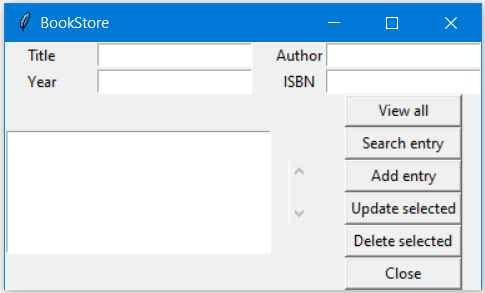 BookStore
Title Author
Year ISBN
View all
Search entry
Add entry
Update selected
Delete selected
Close